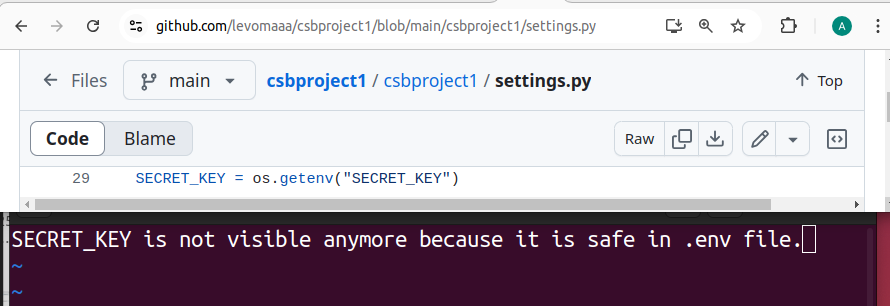 github.com/levomaaa/csbproject1/blob/main/csbproject1/settings.py
A
Files
main
csbproject1 / csbproject1 / settings.py
Top
Code
Blame
Raw
29 SECRET_KEY = os.getenv("SECRET_KEY")
SECRET_KEY is not visible anymore because it is safe in .env file.
~
~